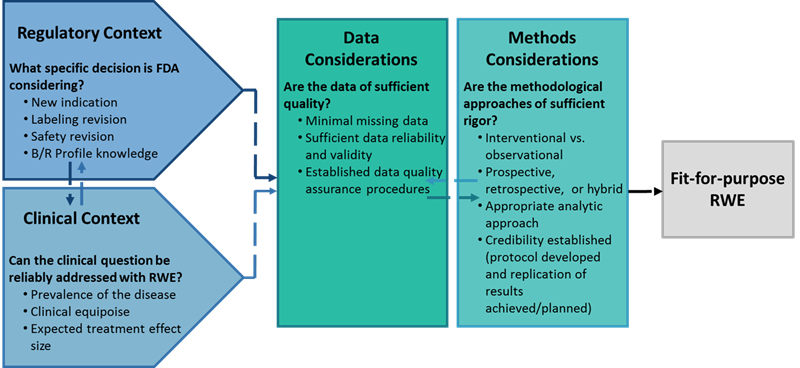 Regulatory Context
What specific decision is FDA
considering?
• New indication
• Labeling revision
• Safety revision
• B/R Profile knowledge
Clinical Context
Can the clinical question be
reliably addressed with RWE?
• Prevalence of the disease
• Clinical equipoise
• Expected treatment effect
size
Data
Considerations
Are the data of sufficient
quality?
• Minimal missing data
• Sufficient data reliability
and validity
• Established data quality
assurance procedures
Methods
Considerations
Are the methodological
approaches of sufficient
rigor?
• Interventional vs.
observational
• Prospective,
retrospective, or hybrid
• Appropriate analytic
approach
• Credibility established
(protocol developed
and replication of
results
achieved/planned)
Fit-for-purpose
RWE